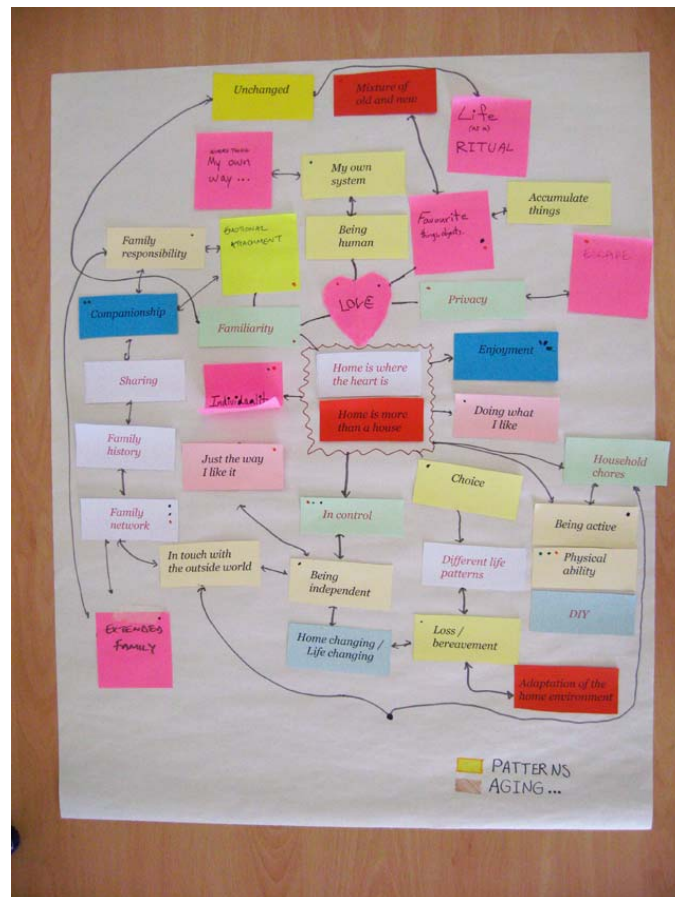 Unchanged
Mixture of
old and new
Life
RITUAL
My own
way ...
My own
system
Favourite
things/objects.
Accumulate
things
Family
responsibility
EMOTIONAL
ATTACHMENT
Being
human
ESCAPE
Companionship
Familiarity
LOVE
Privacy
Sharing
Individuality
Home is where
the heart is
Enjoyment
Home is more
than a house
Doing what
I like
Family
history
Just the way
I like it
Choice
Household
chores
Family
network
In control
Being active
In touch with
the outside world
Being
independent
Different life
patterns
Physical
ability
DIY
EXTENDED
FAMILY
Home changing /
Life changing
Loss /
bereavement
Adaptation of the
home environment
PATTERNS
AGING...